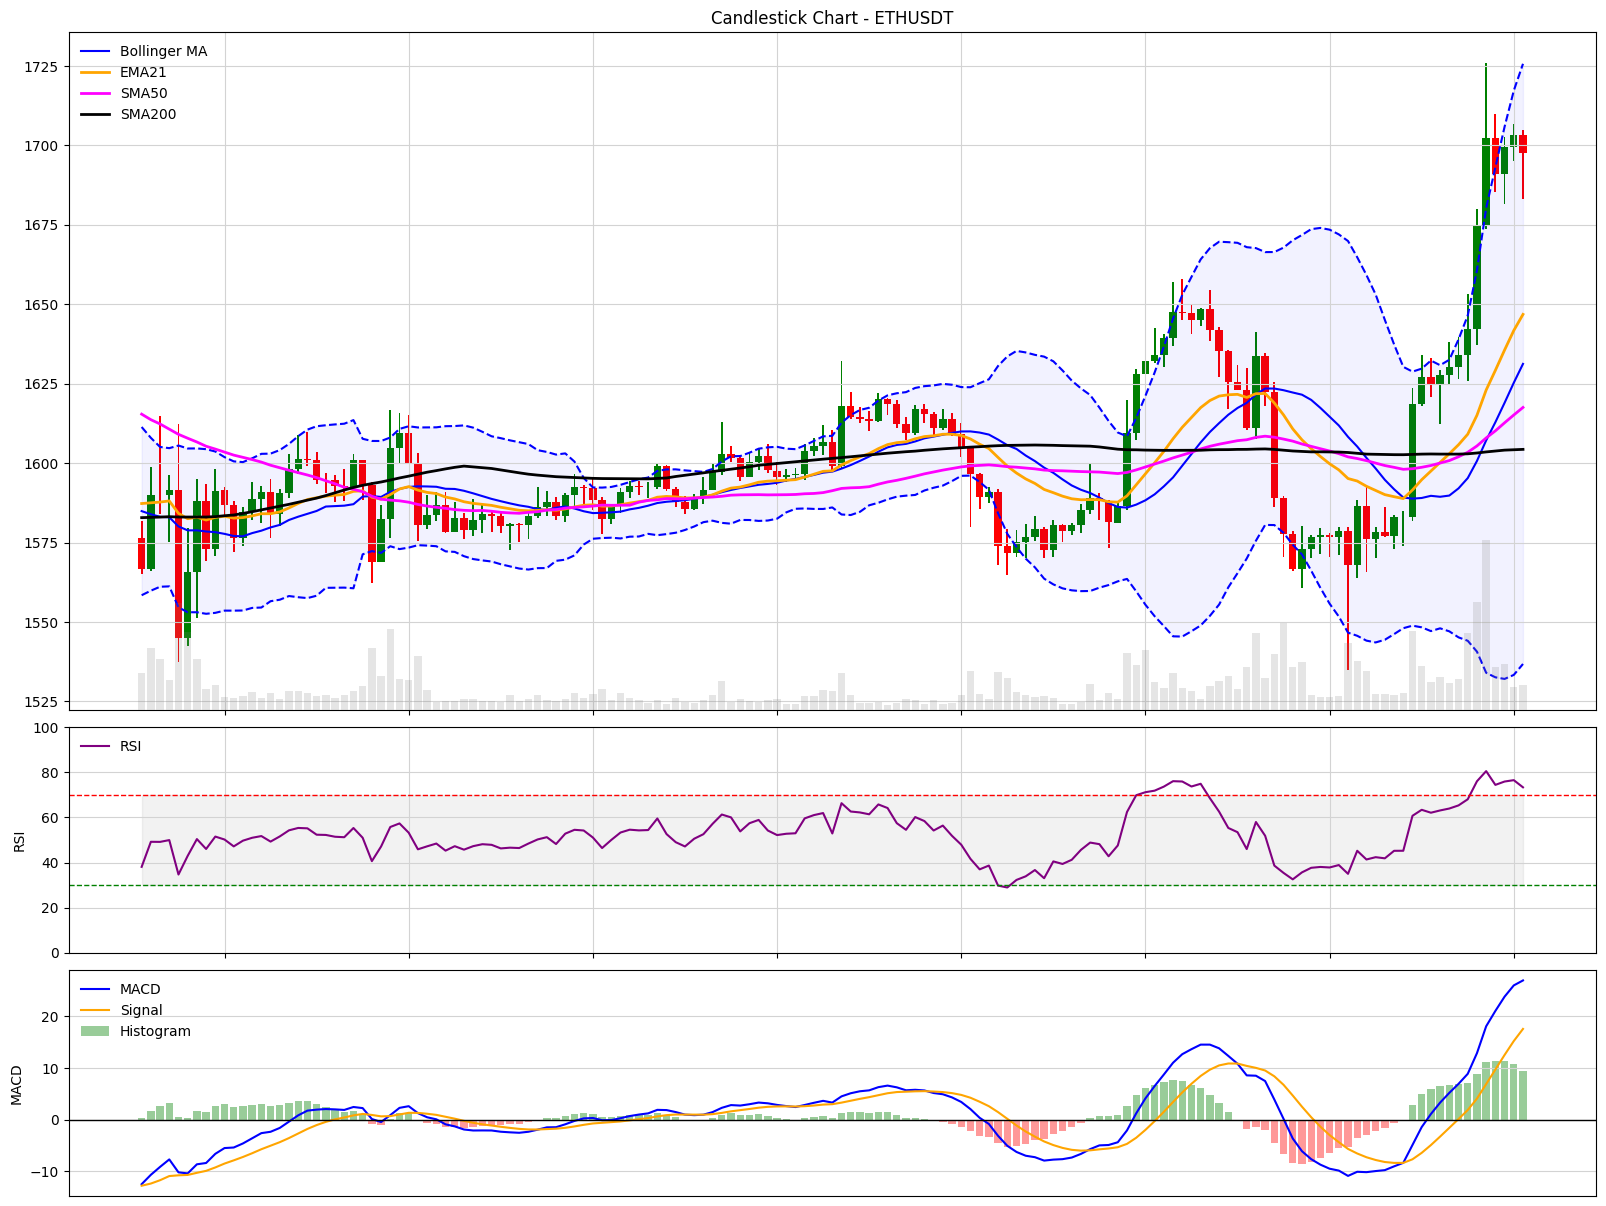 Candlestick Chart - ETHUSDT
Bollinger MA
EMA21
SMA50
SMA200
1725
1700
1675
1650
1625
1600
1575
1550
1525
RSI
100
80
60
40
20
0
RSI
MACD
Signal
Histogram
20
10
0
−10
MACD